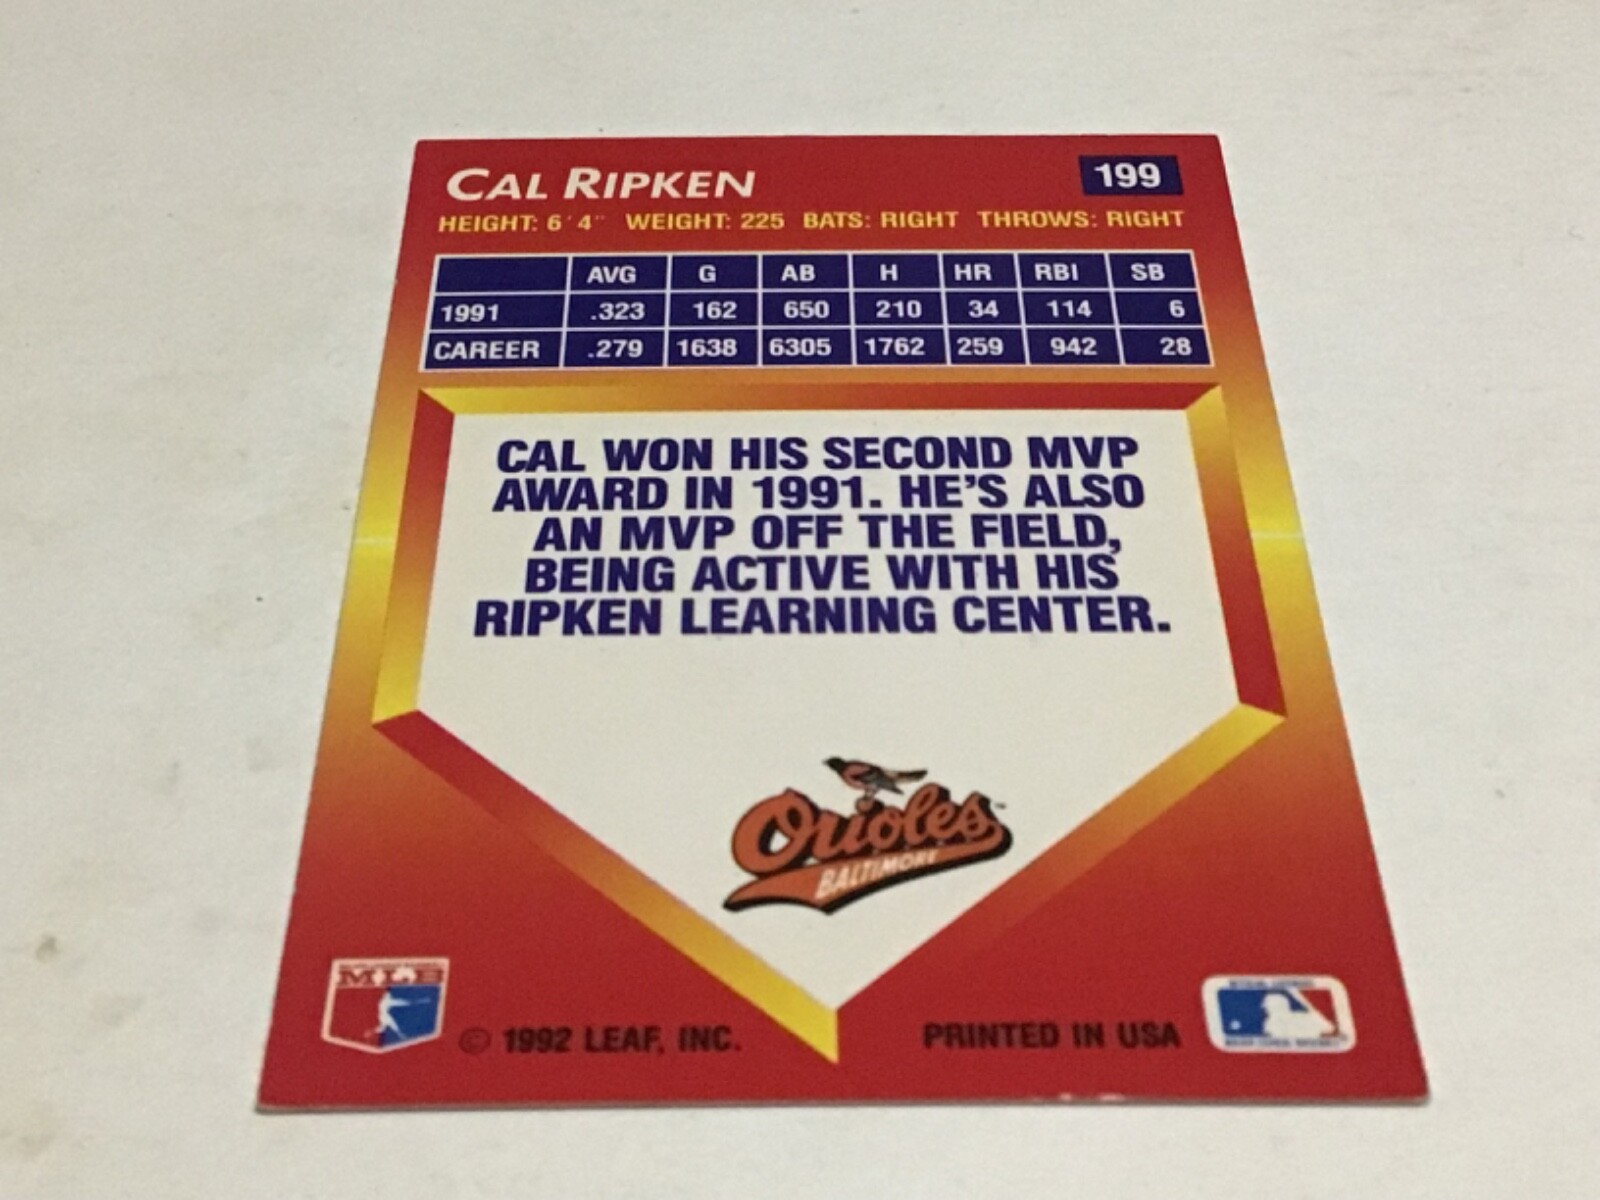 CAL RIPKEN 199
HEIGHT: 6'4" WEIGHT: 225 BATS: RIGHT THROWS: RIGHT
AVG G AB H HR RBI SB
1991 .323 162 650 210 34 114 6
CAREER .279 1638 6305 1762 259 942 28
CAL WON HIS SECOND MVP
AWARD IN 1991. HE'S ALSO
AN MVP OFF THE FIELD,
BEING ACTIVE WITH HIS
RIPKEN LEARNING CENTER.
Orioles
BALTIMORE
MLB
© 1992 LEAF, INC. PRINTED IN USA